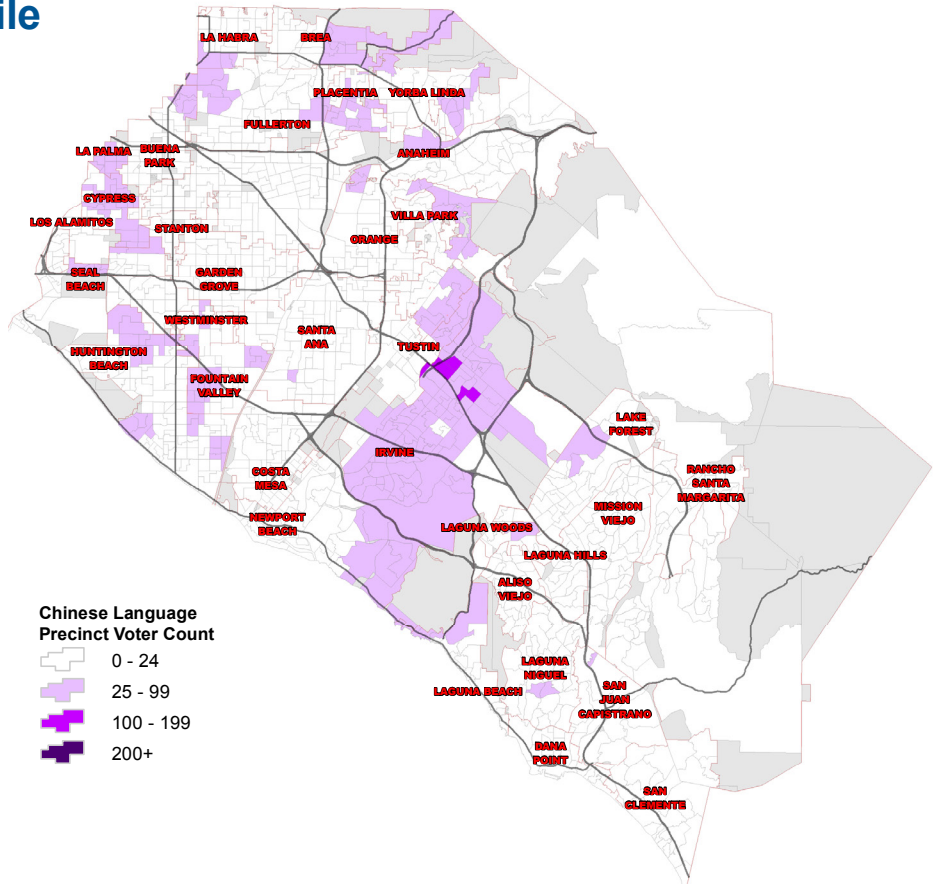 ile
LA HABRA
BREA
PLACENTIA
YORBA LINDA
FULLERTON
LA PALMA
BUENA
PARK
ANAHEIM
CYPRESS
LOS ALAMITOS
STANTON
VILLA PARK
ORANGE
SEAL
BEACH
GARDEN
GROVE
WESTMINSTER
SANTA
ANA
TUSTIN
HUNTINGTON
BEACH
FOUNTAIN
VALLEY
LAKE
FOREST
IRVINE
COSTA
MESA
RANCHO
SANTA
MARGARITA
MISSION
VIEJO
NEWPORT
BEACH
LAGUNA WOODS
LAGUNA HILLS
ALISO
VIEJO
LAGUNA
NIGUEL
LAGUNA BEACH
SAN
JUAN
CAPISTRANO
DANA
POINT
SAN
CLEMENTE
Chinese Language
Precinct Voter Count
0 - 24
25 - 99
100 - 199
200+